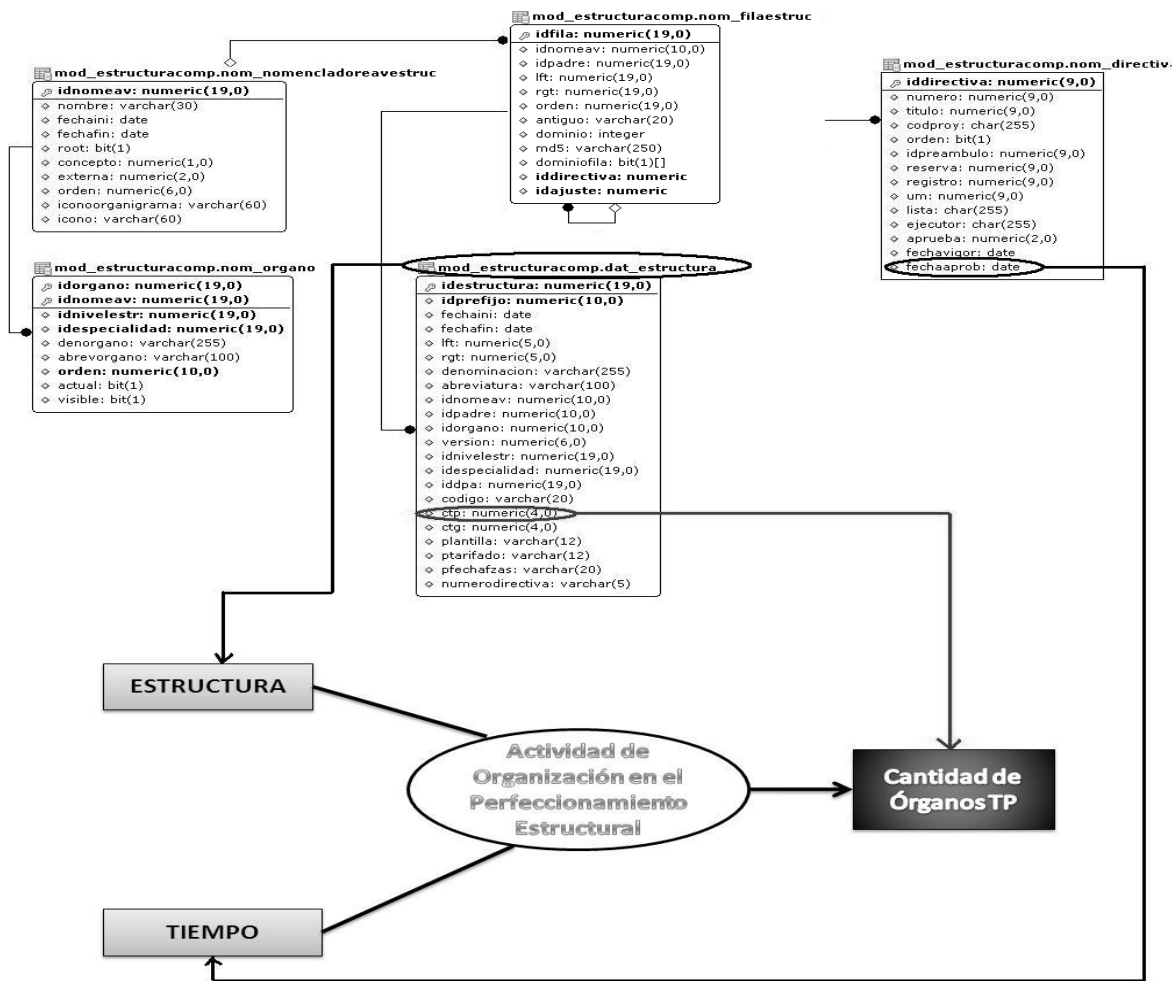 mod_estructuracomp.nom_filaestruc
idfila: numeric(19,0)
idnomeav: numeric(10,0)
idpadre: numeric(19,0)
lft: numeric(19,0)
rgt: numeric(19,0)
orden: numeric(19,0)
antiguo: varchar(20)
dominio: integer
md5: varchar(250)
dominiofila: bit(1)[]
iddirectiva: numeric
idajuste: numeric
mod_estructuracomp.nom_nomencladoreavestruc
idnomeav: numeric(19,0)
nombre: varchar(30)
fechaini: date
fechafin: date
root: bit(1)
concepto: numeric(1,0)
externa: numeric(2,0)
orden: numeric(6,0)
iconoorganigrama: varchar(60)
icono: varchar(60)
mod_estructuracomp.nom_directiva
iddirectiva: numeric(9,0)
numero: numeric(9,0)
titulo: numeric(9,0)
codproy: char(255)
orden: bit(1)
idpreambulo: numeric(9,0)
reserva: numeric(9,0)
registro: numeric(9,0)
um: numeric(9,0)
lista: char(255)
ejecutor: char(255)
aprueba: numeric(2,0)
fechavigor: date
fechaaprob: date
mod_estructuracomp.nom_organo
idorgano: numeric(19,0)
idnomeav: numeric(19,0)
idnivelestr: numeric(19,0)
idespecialidad: numeric(19,0)
denorgano: varchar(255)
abrevorgano: varchar(100)
orden: numeric(10,0)
actual: bit(1)
visible: bit(1)
mod_estructuracomp.dat_estructura
idestructura: numeric(19,0)
idprefijo: numeric(10,0)
fechaini: date
fechafin: date
lft: numeric(5,0)
rgt: numeric(5,0)
denominacion: varchar(255)
abreviatura: varchar(100)
idnomeav: numeric(10,0)
idpadre: numeric(10,0)
idorgano: numeric(10,0)
version: numeric(6,0)
idnivelestr: numeric(19,0)
idespecialidad: numeric(19,0)
iddpa: numeric(19,0)
codigo: varchar(20)
ctp: numeric(4,0)
ctg: numeric(4,0)
plantilla: varchar(12)
ptarifado: varchar(12)
pfechafzas: varchar(20)
numerodirectiva: varchar(5)
ESTRUCTURA
Actividad de
Organización en el
Perfeccionamiento
Estructural
Cantidad de
Órganos TP
TIEMPO